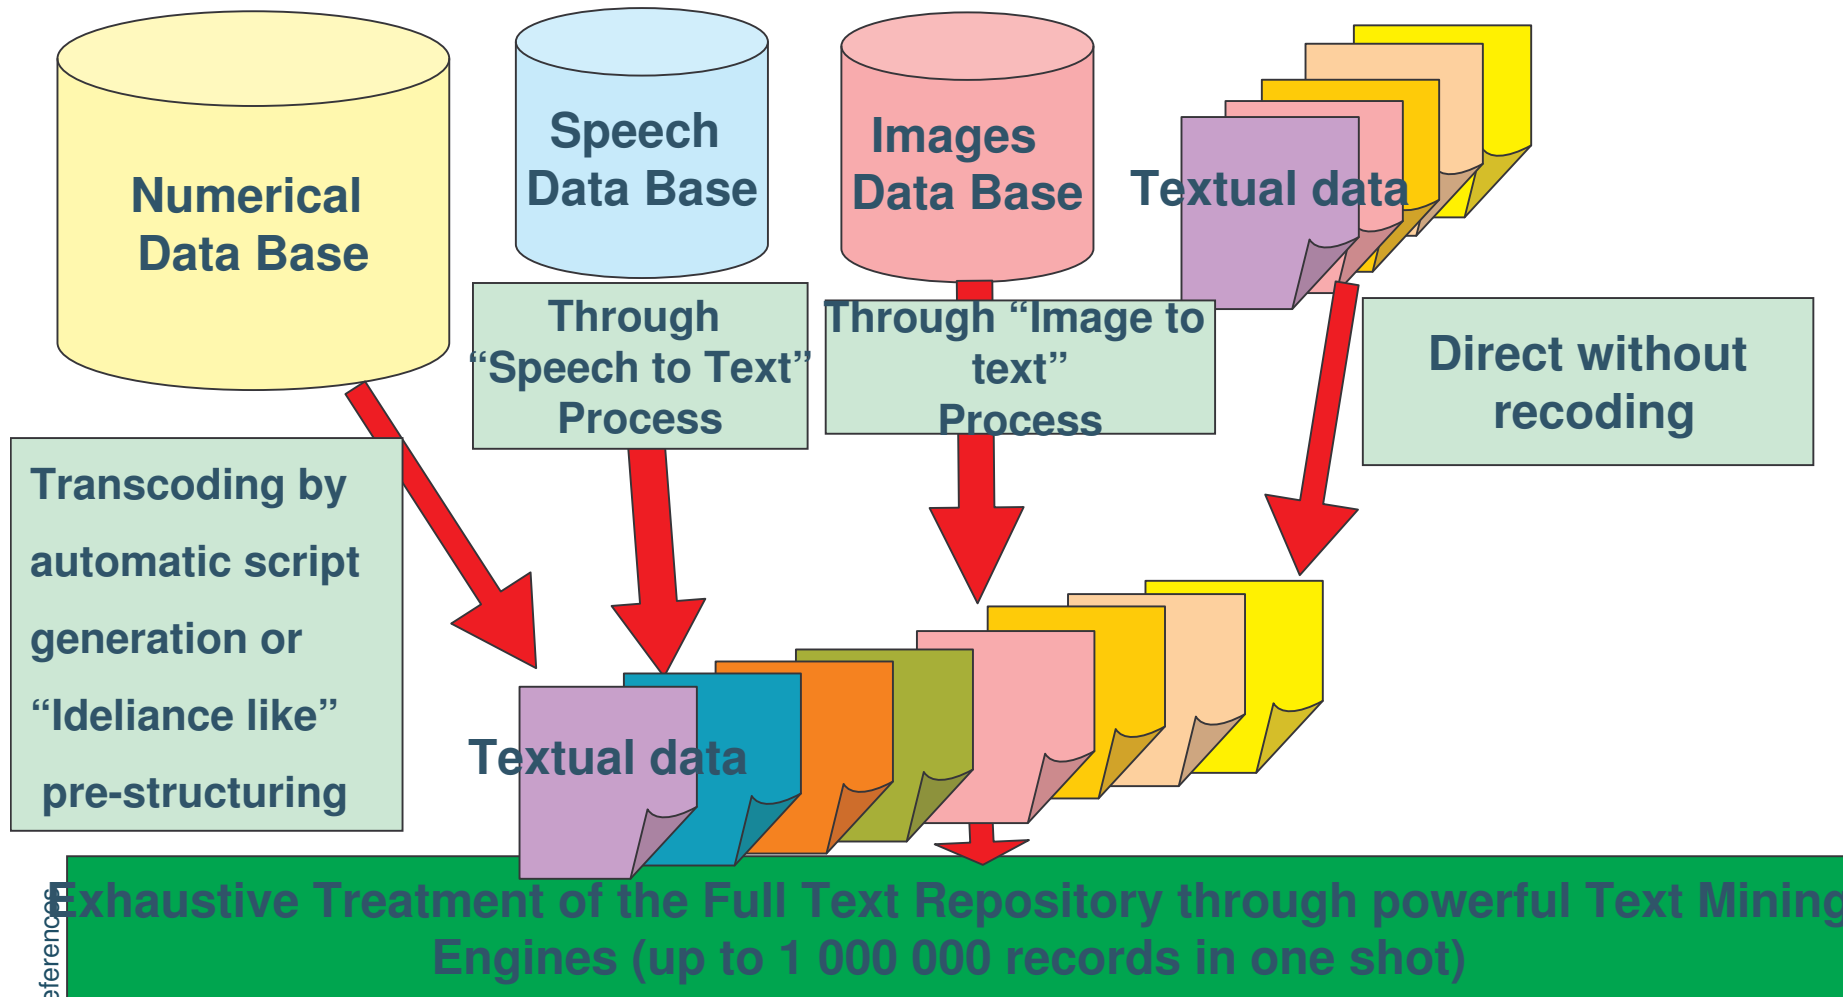 Numerical
Data Base
Speech
Data Base
Images
Data Base
Textual data
Through
“Speech to Text”
Process
Through “Image to
text”
Process
Direct without
recoding
Transcoding by
automatic script
generation or
“Ideliance like”
pre-structuring
Textual data
Exhaustive Treatment of the Full Text Repository through powerful Text Mining
Engines (up to 1 000 000 records in one shot)
eferences